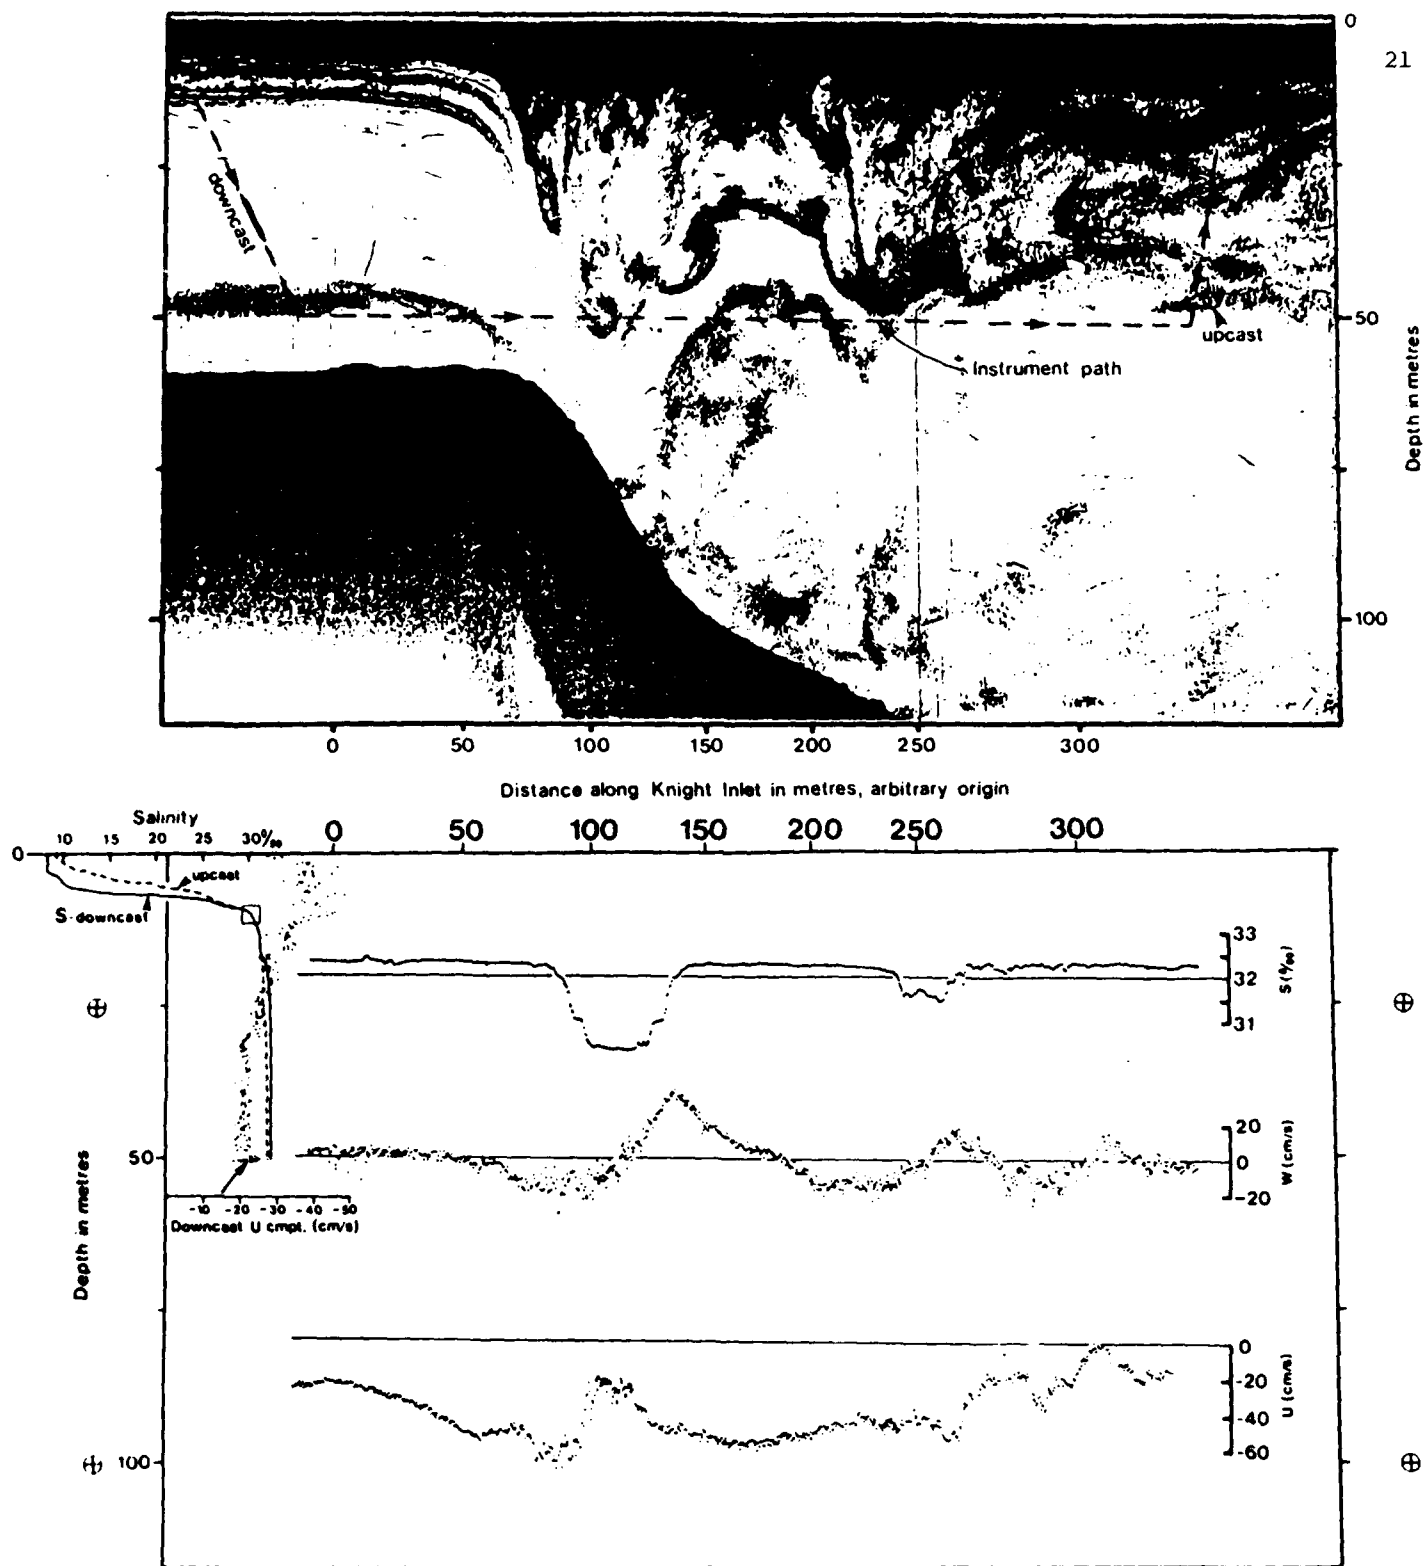 0
21
downcast
50
upcast
Instrument path
Depth in metres
100
0 50 100 150 200 250 300
Distance along Knight Inlet in metres, arbitrary origin
Salinity
10 15 20 25 30‰
0 50 100 150 200 250 300
0
upcast
S-downcast
33
32
31
S (‰)
20
0
-20
W (cm/s)
50
-10 -20 -30 -40 -50
Downcast U cmpt. (cm/s)
Depth in metres
0
-20
-40
-60
U (cm/s)
100